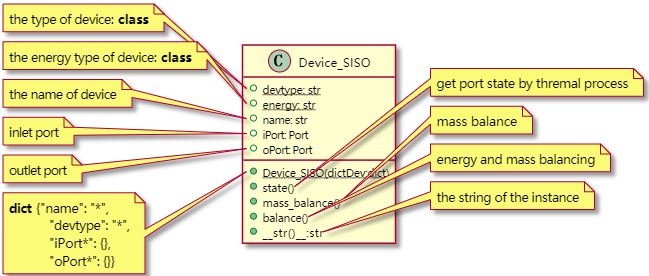 the type of device: class
the energy type of device: class
the name of device
inlet port
outlet port
dict {"name": "*",
"devtype": "*",
"iPort*": {},
"oPort*": {}}
C Device_SISO
devtype: str
energy: str
name: str
iPort: Port
oPort: Port
Device_SISO(dictDev:dict)
state()
mass_balance()
balance()
__str()__:str
get port state by thremal process
mass balance
energy and mass balancing
the string of the instance